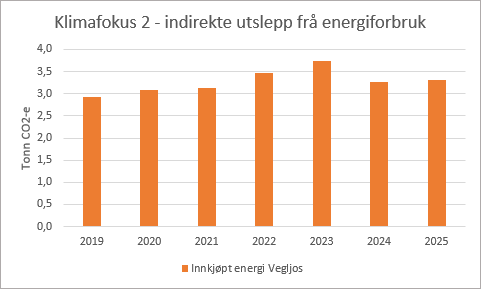 Klimafokus 2 - indirekte utslepp frå energiforbruk
4,0
3,5
3,0
2,5
2,0
1,5
1,0
0,5
0,0
Tonn CO2-e
2019 2020 2021 2022 2023 2024 2025
Innkjøpt energi Vegljos